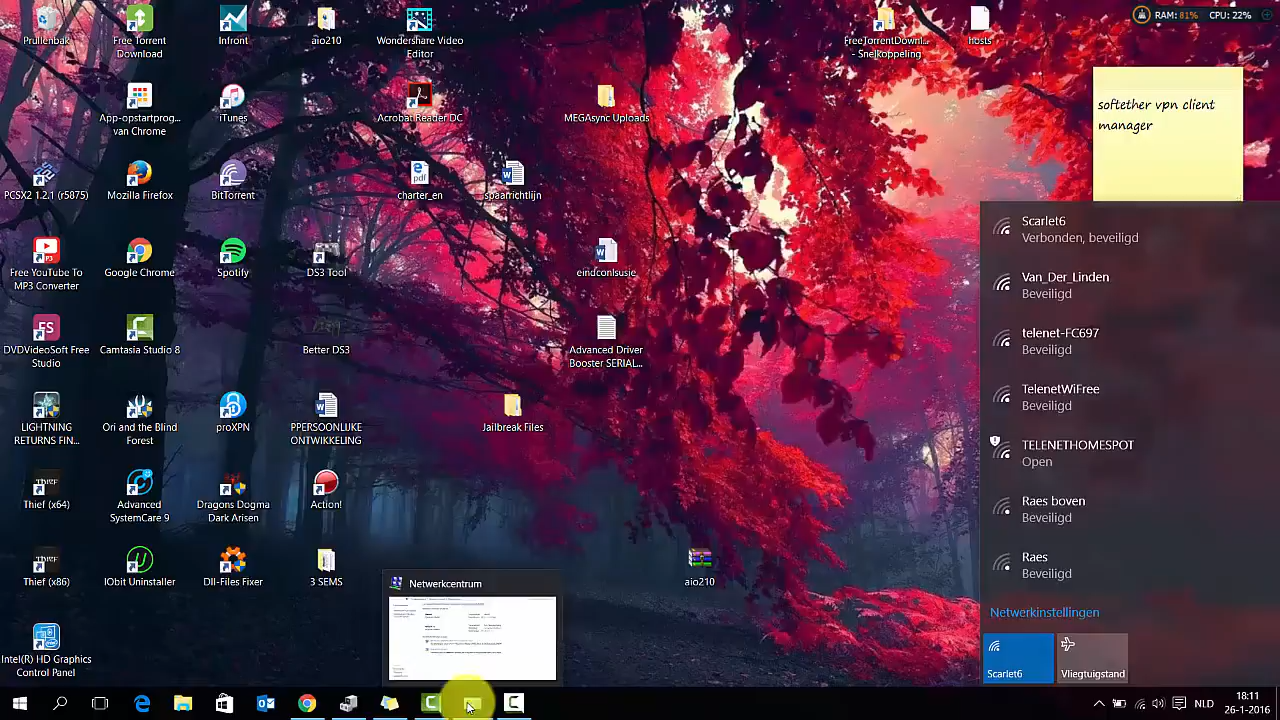 Prullenbak
Free Torrent
Download
fxTorrent
aio210
Wondershare Video
Editor
FreeTorrentDownl...
- Snelkoppeling
hosts
RAM: 81% CPU: 22%
App-opstartprog...
van Chrome
iTunes
Acrobat Reader DC
MEGAsync Uploads
softether vpn client
manager
PCSX2 1.2.1 (r5875)
Mozilla Firefox
BitTorrent
charter_en
spaarrichtlijn
Free YouTube To
MP3 Converter
Google Chrome
Spotify
DS3 Tool
eindconlsusie
DVDVideoSoft Free
Studio
Camtasia Studio 8
Better DS3
Advanced Driver
Booster SERIAL...
LIGHTNING
RETURNS FIN...
Ori and the Blind
Forest
proXPN
PPERSOONLIJKE
ONTWIKKELING
Jailbreak Files
Thief (x64)
Advanced
SystemCare 9
Dragons Dogma
Dark Arisen
Action!
Thief (x86)
IObit Uninstaller
Dll-Files Fixer
3 SEMS
aio210
Intel(R) Graphics
Control Panel
Netwerkcentrum
Scarlet6
Verbonden, beveiligd
Van_Der_Linden
Beveiligd
telenet-FC697
Beveiligd
TelenetWiFree
Beveiligd
TELENETHOMESPOT
Open
Raes boven
Beveiligd
Raes
Beveiligd
Netwerkinstellingen
Scarlet6
Vliegtuigstand
NLD
18:11
26-1-2016